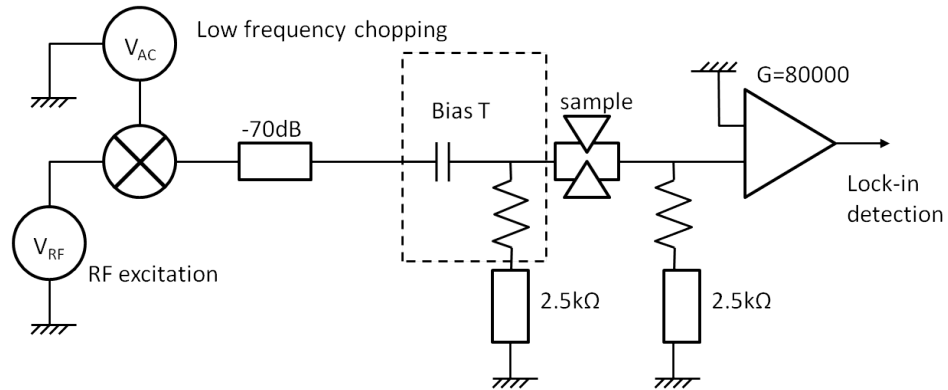 Low frequency chopping
VAC
G=80000
sample
Bias T
-70dB
Lock-in
detection
VRF
RF excitation
2.5kΩ
2.5kΩ